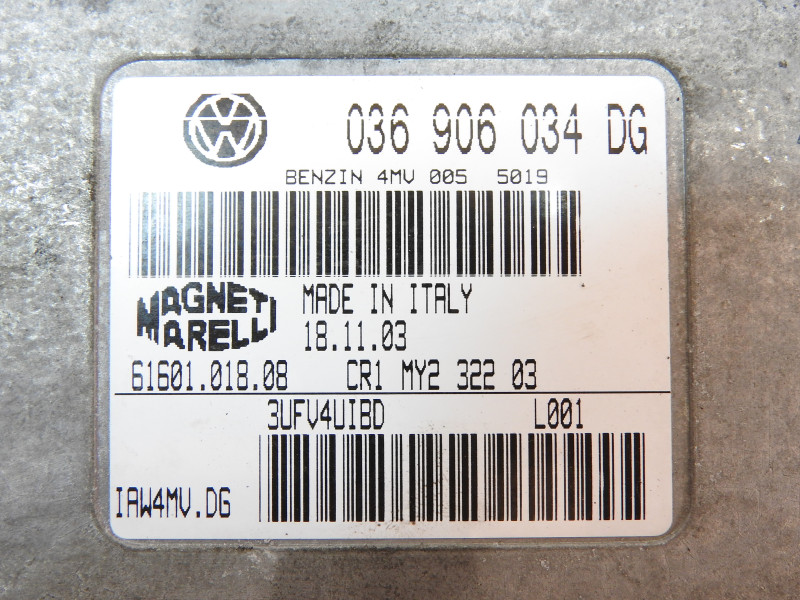 036 906 034 DG
BENZIN 4MV 005 5019
MAGNETI MARELLI
MADE IN ITALY
18.11.03
61601.018.08 CR1 MY2 322 03
3UFV4UIBD L001
IAW4MV.DG